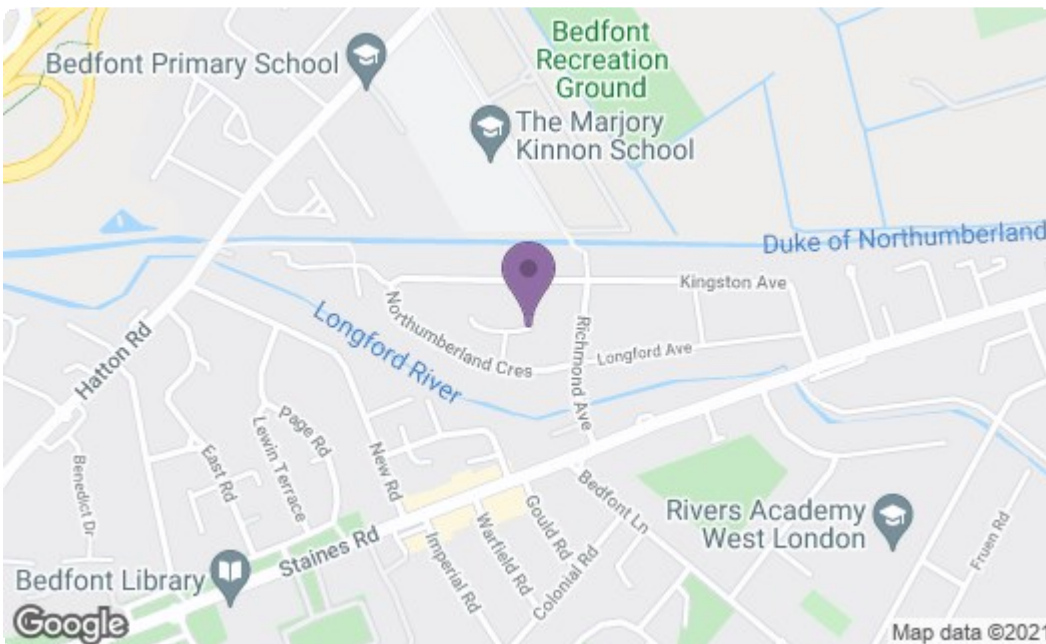 Bedfont
Recreation
Ground
Bedfont Primary School
The Marjory
Kinnon School
Duke of Northumberland
Kingston Ave
Northumberland Cres
Longford River
Richmond Ave
Longford Ave
Hatton Rd
Page Rd
Lewin Terrace
New Rd
East Rd
Benedict Dr
Bedfont Ln
Gould Rd
Warfield Rd
Colonial Rd
Imperial Rd
Staines Rd
Rivers Academy
West London
Fruen Rd
Bedfont Library
Google
Map data ©2021